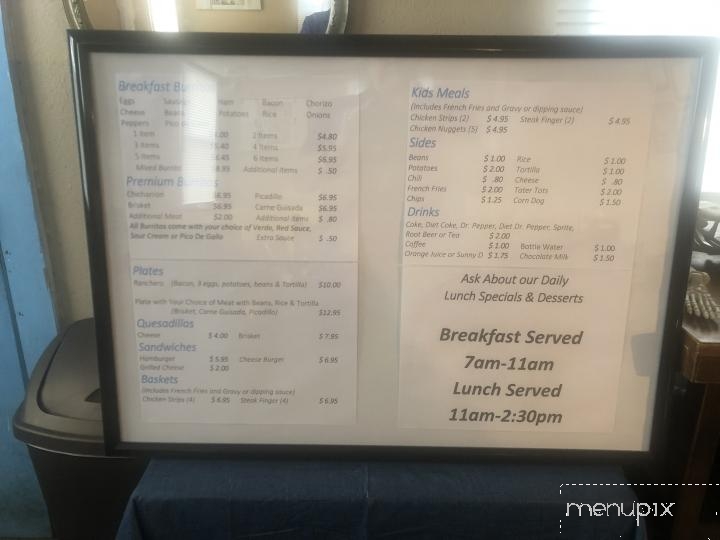 Breakfast Burritos
Eggs Sausage Ham Bacon Chorizo
Cheese Beans Potatoes Rice Onions
Peppers Pico
1 Item 2 Items $4.80
3 Items 4 Items $5.95
5 Items 6 Items $6.95
Mixed Burrito Additional Items $ .50
Premium Burritos
Chicharron $6.95 Picadillo $6.95
Brisket $6.95 Carne Guisada $6.95
Additional Meat $2.00 Additional items $ .80
All Burritos come with your choice of Verde, Red Sauce,
Sour Cream or Pico De Gallo Extra Sauce $ .50
Plates
Ranchero (Bacon, 3 eggs, potatoes, beans & Tortilla) $10.00
Plate with Your Choice of Meat with Beans, Rice & Tortilla
(Brisket, Carne Guisada, Picadillo) $12.95
Quesadillas
Cheese $ 4.00 Brisket $ 7.95
Sandwiches
Hamburger $ 5.95 Cheese Burger $ 6.95
Grilled Cheese $ 2.00
Baskets
(Includes French Fries and Gravy or dipping sauce)
Chicken Strips (4) $ 6.95 Steak Finger (4) $ 6.95
Kids Meals
(Includes French Fries and Gravy or dipping sauce)
Chicken Strips (2) $ 4.95 Steak Finger (2) $ 4.95
Chicken Nuggets (5) $ 4.95
Sides
Beans $ 1.00 Rice $ 1.00
Potatoes $ 2.00 Tortilla $ 1.00
Chili $ .80 Cheese $ .80
French Fries $ 2.00 Tater Tots $ 2.00
Chips $ 1.25 Corn Dog $ 1.50
Drinks
Coke, Diet Coke, Dr. Pepper, Diet Dr. Pepper, Sprite,
Root Beer or Tea $ 2.00
Coffee $ 1.00 Bottle Water $ 1.00
Orange Juice or Sunny D $ 1.75 Chocolate Milk $ 1.50
Ask About our Daily
Lunch Specials & Desserts
Breakfast Served
7am-11am
Lunch Served
11am-2:30pm
menupix